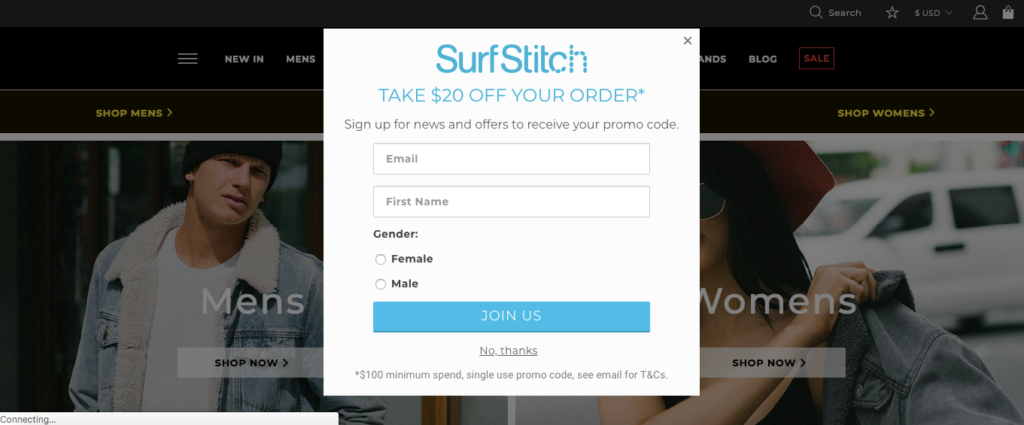 Search
$ USD
NEW IN
MENS
ANDS
BLOG
SALE
SHOP MENS >
SHOP WOMENS >
×
SurfStitch
TAKE $20 OFF YOUR ORDER*
Sign up for news and offers to receive your promo code.
Email
First Name
Gender:
Female
Male
JOIN US
No, thanks
*$100 minimum spend, single use promo code, see email for T&Cs.
Mens
SHOP NOW >
Womens
SHOP NOW >
Connecting...